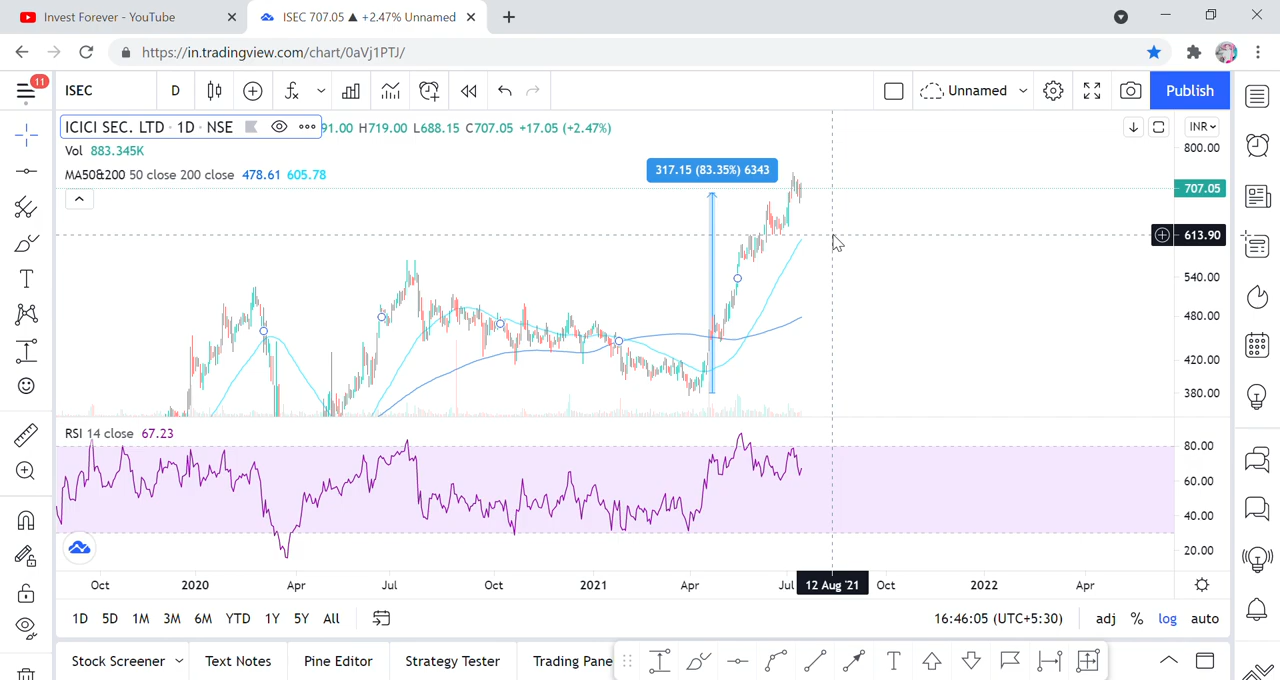 Invest Forever - YouTube
ISEC 707.05 ▲ +2.47% Unnamed
https://in.tradingview.com/chart/0aVj1PTJ/
11
ISEC
D
Unnamed
Publish
ICICI SEC. LTD · 1D · NSE
91.00 H719.00 L688.15 C707.05 +17.05 (+2.47%)
INR
Vol 883.345K
MA50&200 50 close 200 close 478.61 605.78
317.15 (83.35%) 6343
800.00
707.05
613.90
540.00
480.00
420.00
380.00
RSI 14 close 67.23
80.00
60.00
40.00
20.00
Oct 2020 Apr Jul Oct 2021 Apr Jul 12 Aug '21 Oct 2022 Apr
1D 5D 1M 3M 6M YTD 1Y 5Y All
16:46:05 (UTC+5:30) adj % log auto
Stock Screener Text Notes Pine Editor Strategy Tester Trading Pane
T